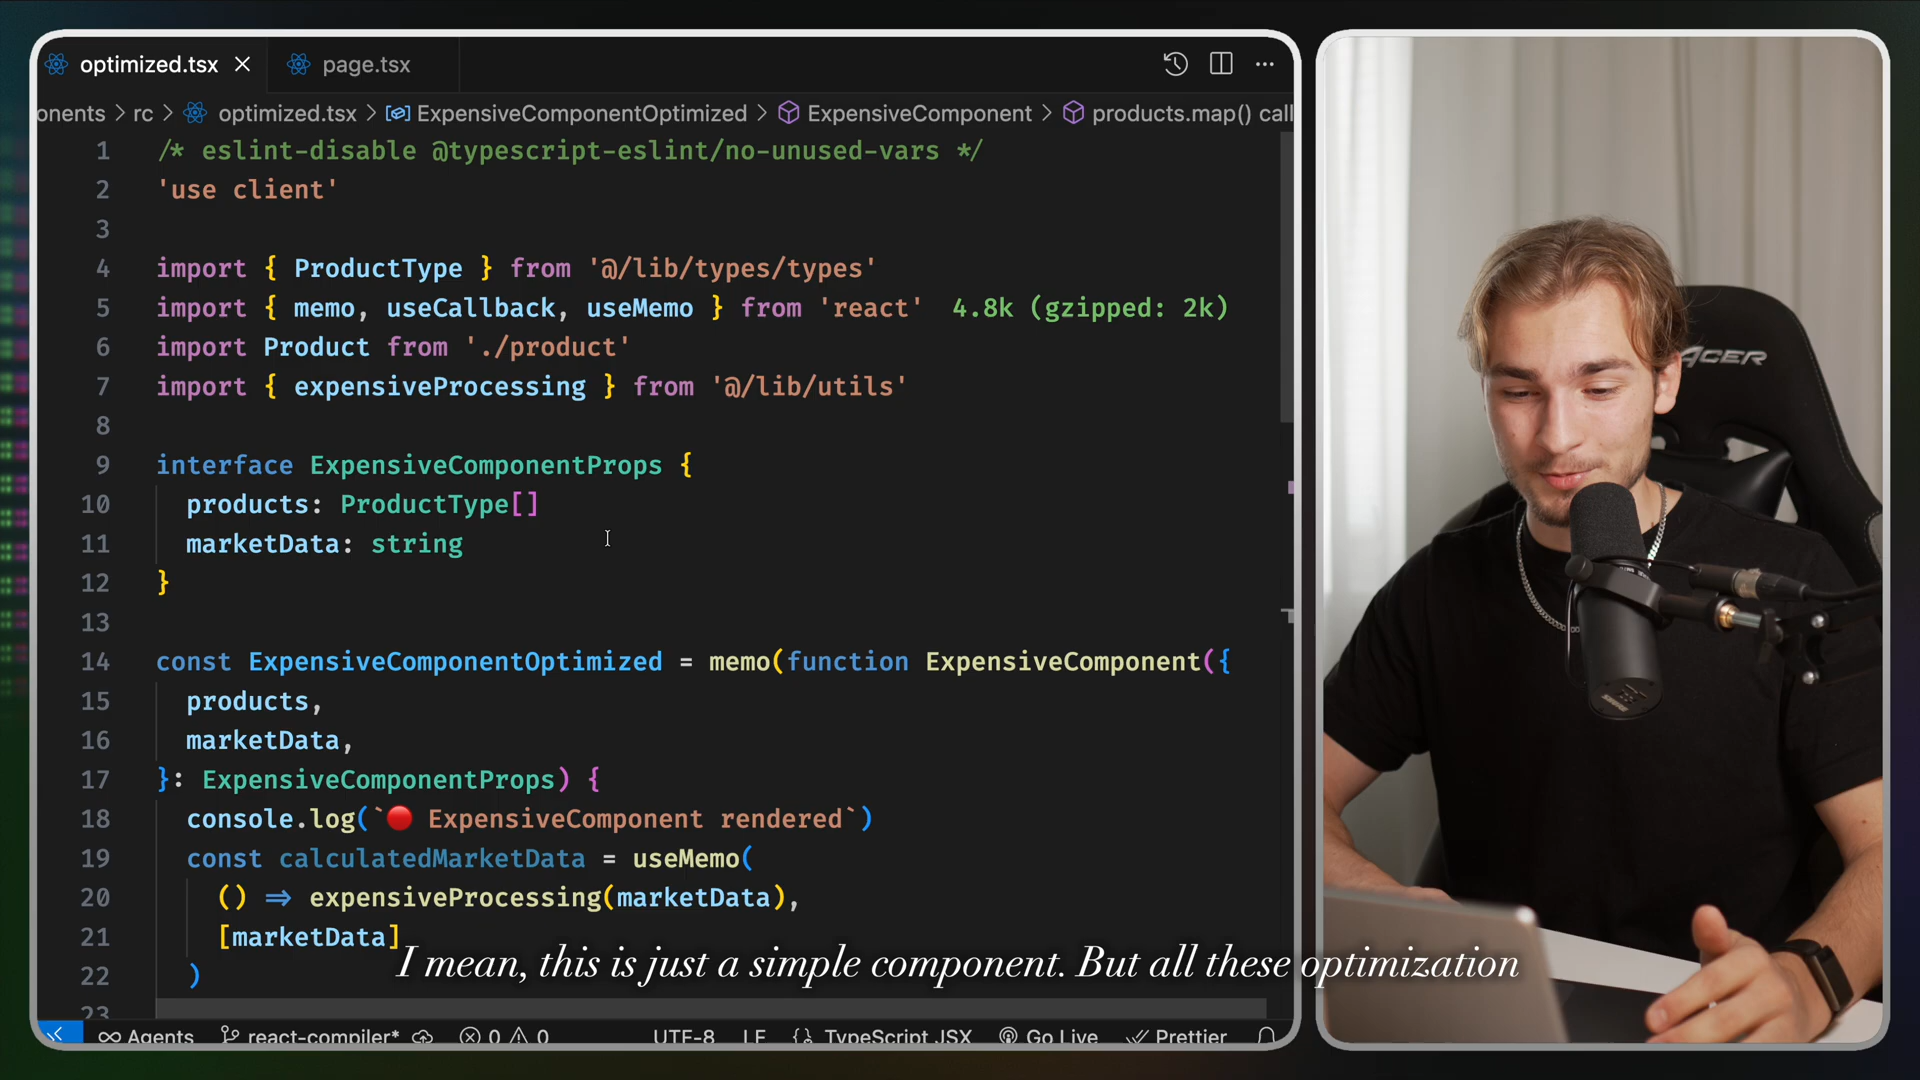 optimized.tsx
page.tsx
onents > rc > optimized.tsx > ExpensiveComponentOptimized > ExpensiveComponent > products.map() call
1 /* eslint-disable @typescript-eslint/no-unused-vars */
2 'use client'
3
4 import { ProductType } from '@/lib/types/types'
5 import { memo, useCallback, useMemo } from 'react' 4.8k (gzipped: 2k)
6 import Product from './product'
7 import { expensiveProcessing } from '@/lib/utils'
8
9 interface ExpensiveComponentProps {
10 products: ProductType[]
11 marketData: string
12 }
13
14 const ExpensiveComponentOptimized = memo(function ExpensiveComponent({
15 products,
16 marketData,
17 }: ExpensiveComponentProps) {
18 console.log(`🔴 ExpensiveComponent rendered`)
19 const calculatedMarketData = useMemo(
20 () => expensiveProcessing(marketData),
21 [marketData]
22 )
23
I mean, this is just a simple component. But all these optimization
Agents react-compiler* 0 0 UTF-8 LF TypeScript JSX Go Live Prettier
ACER